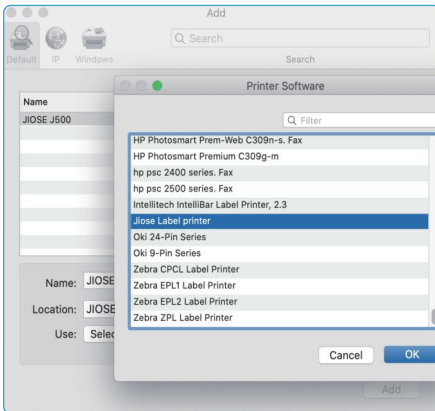 Add
Search
Default IP Windows Search
Printer Software
Name
JIOSE J500
Filter
HP Photosmart Prem-Web C309n-s. Fax
HP Photosmart Premium C309g-m
hp psc 2400 series. Fax
hp psc 2500 series. Fax
Intellitech IntelliBar Label Printer, 2.3
Jiose Label printer
Oki 24-Pin Series
Oki 9-Pin Series
Zebra CPCL Label Printer
Zebra EPL1 Label Printer
Zebra EPL2 Label Printer
Zebra ZPL Label Printer
Name: JIOSE
Location: JIOSE
Use: Selec
Cancel OK
Add